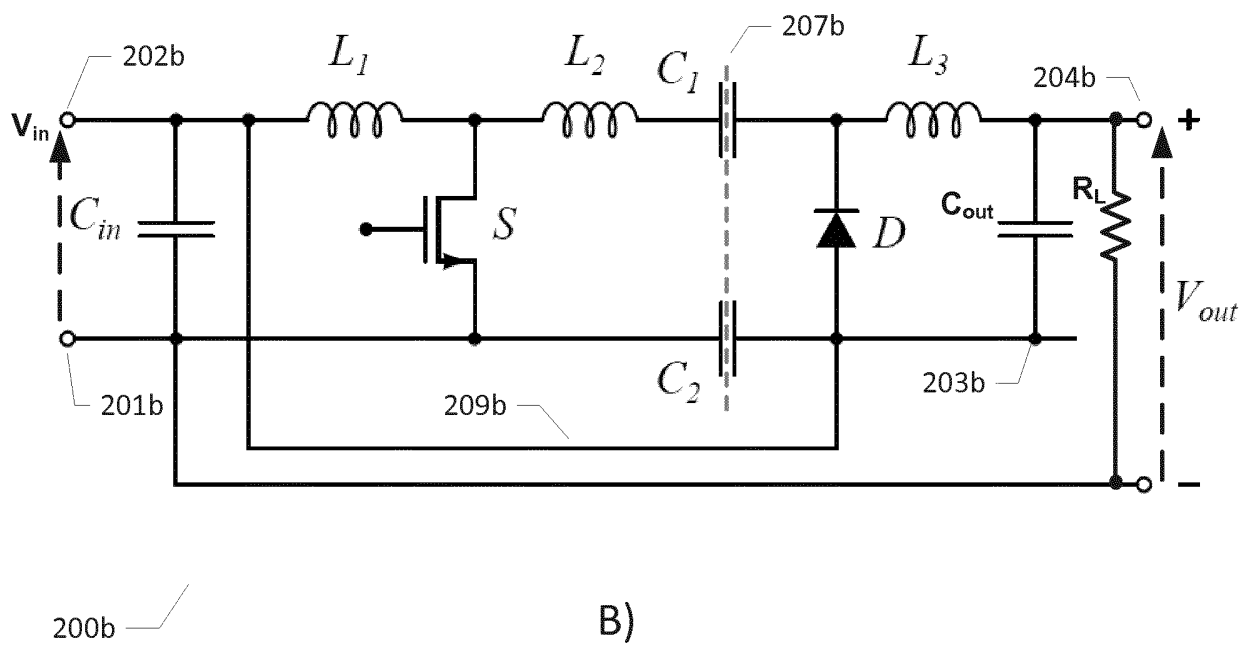 207b
202b
L1
L2
C1
L3
204b
Vin
+
Cin
S
D
Cout
RL
Vout
C2
203b
201b
209b
−
200b
B)